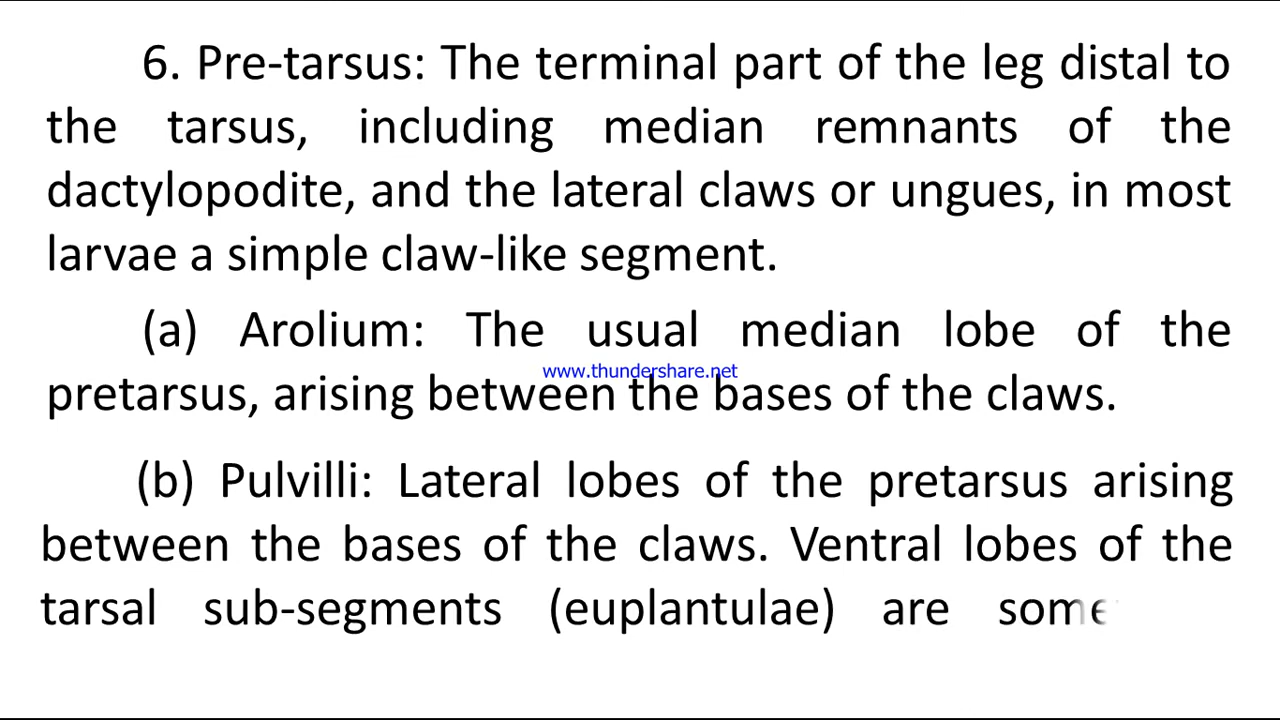 6. Pre-tarsus: The terminal part of the leg distal to
the tarsus, including median remnants of the
dactylopodite, and the lateral claws or ungues, in most
larvae a simple claw-like segment.
(a) Arolium: The usual median lobe of the
www.thundershare.net
pretarsus, arising between the bases of the claws.
(b) Pulvilli: Lateral lobes of the pretarsus arising
between the bases of the claws. Ventral lobes of the
tarsal sub-segments (euplantulae) are some